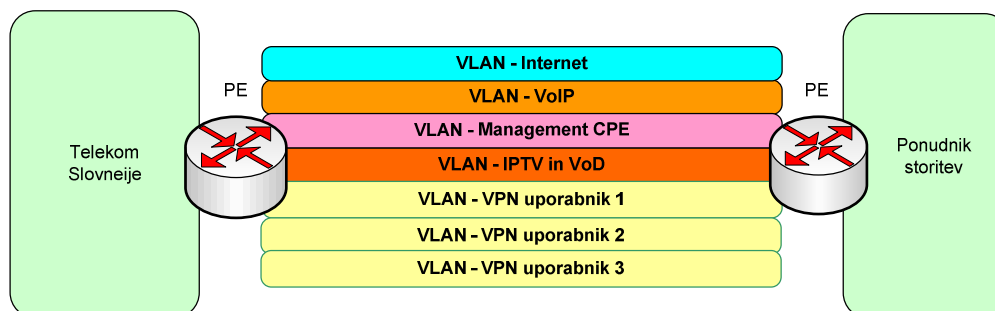 Telekom
Slovneije
PE
VLAN - Internet
VLAN - VoIP
VLAN - Management CPE
VLAN - IPTV in VoD
VLAN - VPN uporabnik 1
VLAN - VPN uporabnik 2
VLAN - VPN uporabnik 3
PE
Ponudnik
storitev